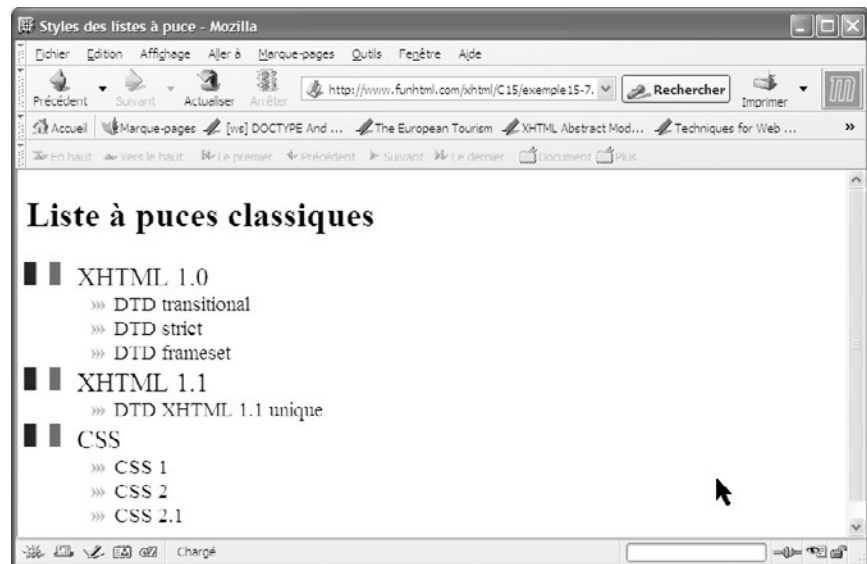 Styles des listes à puce - Mozilla
Fichier Edition Affichage Aller à Marque-pages Outils Fenêtre Aide
Précédent Suivant Actualiser Arrêter http://www.funhtml.com/xhtml/C15/exemple15-7. Rechercher Imprimer
Accueil Marque-pages [ws] DOCTYPE And ... The European Tourism XHTML Abstract Mod... Techniques for Web ... »
En haut Vers le haut Le premier Précédent Suivant Le dernier Document Plus
Liste à puces classiques
XHTML 1.0
DTD transitional
DTD strict
DTD frameset
XHTML 1.1
DTD XHTML 1.1 unique
CSS
CSS 1
CSS 2
CSS 2.1
Chargé